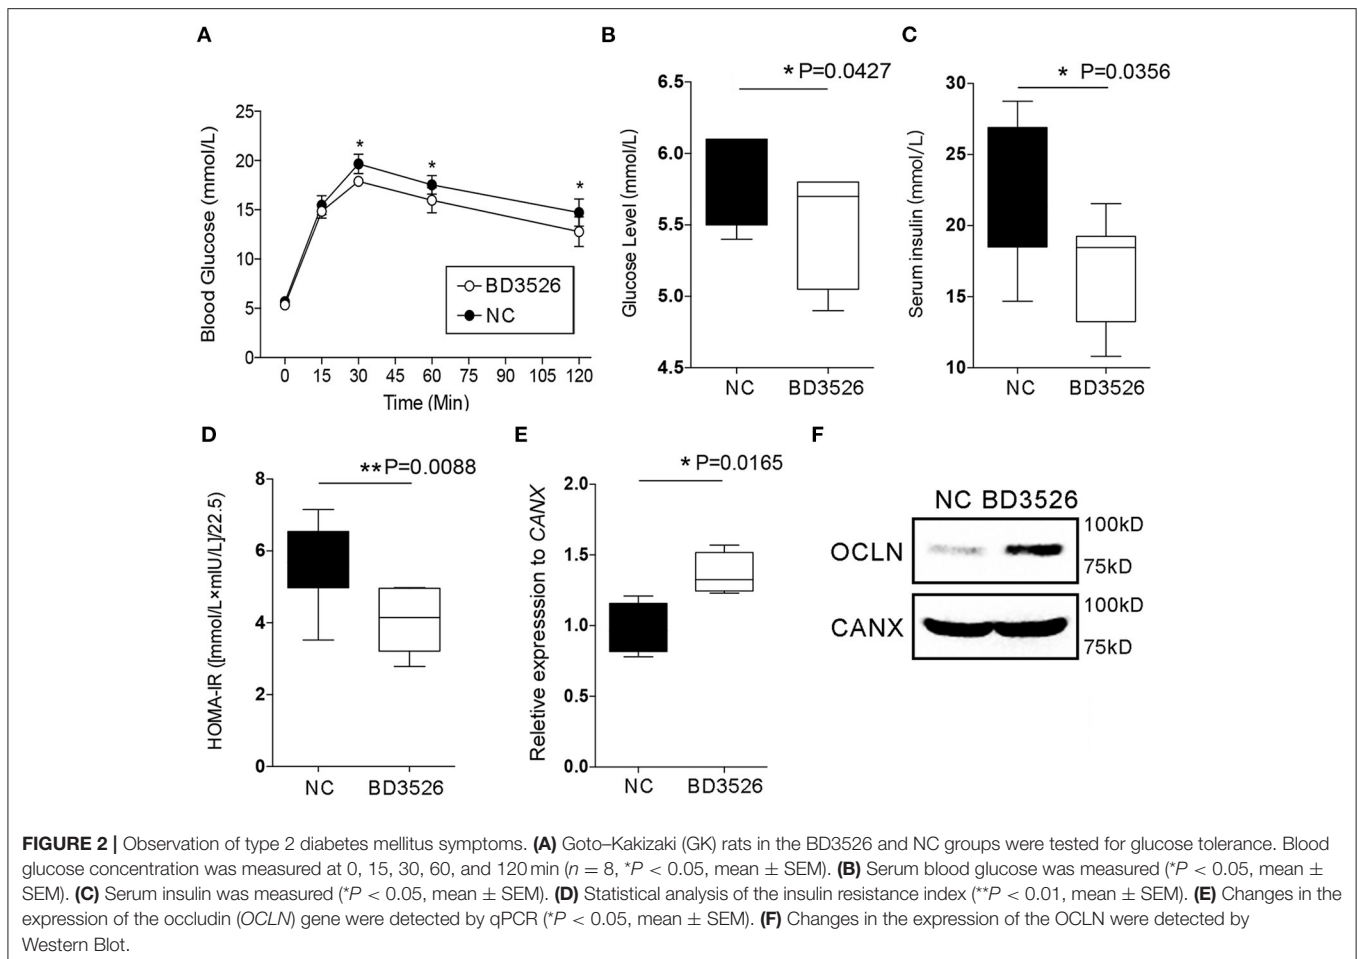 A
B
C
* P=0.0427
* P=0.0356
Blood Glucose (mmol/L)
25
20
15
10
5
0
*
*
*
BD3526
NC
0 15 30 45 60 75 90 105 120
Time (Min)
Glucose Level (mmol/L)
6.5
6.0
5.5
5.0
4.5
NC BD3526
Serum insulin (mmol/L)
30
25
20
15
10
NC BD3526
D
E
F
** P=0.0088
* P=0.0165
HOMA-IR ([mmol/L×mIU/L]/22.5)
8
6
4
2
0
NC BD3526
Reletive expresssion to CANX
2.0
1.5
1.0
0.5
0.0
NC BD3526
NC BD3526
OCLN
100kD
75kD
CANX
100kD
75kD
FIGURE 2 | Observation of type 2 diabetes mellitus symptoms. (A) Goto–Kakizaki (GK) rats in the BD3526 and NC groups were tested for glucose tolerance. Blood
glucose concentration was measured at 0, 15, 30, 60, and 120 min (n = 8, *P < 0.05, mean ± SEM). (B) Serum blood glucose was measured (*P < 0.05, mean ±
SEM). (C) Serum insulin was measured (*P < 0.05, mean ± SEM). (D) Statistical analysis of the insulin resistance index (**P < 0.01, mean ± SEM). (E) Changes in the
expression of the occludin (OCLN) gene were detected by qPCR (*P < 0.05, mean ± SEM). (F) Changes in the expression of the OCLN were detected by
Western Blot.